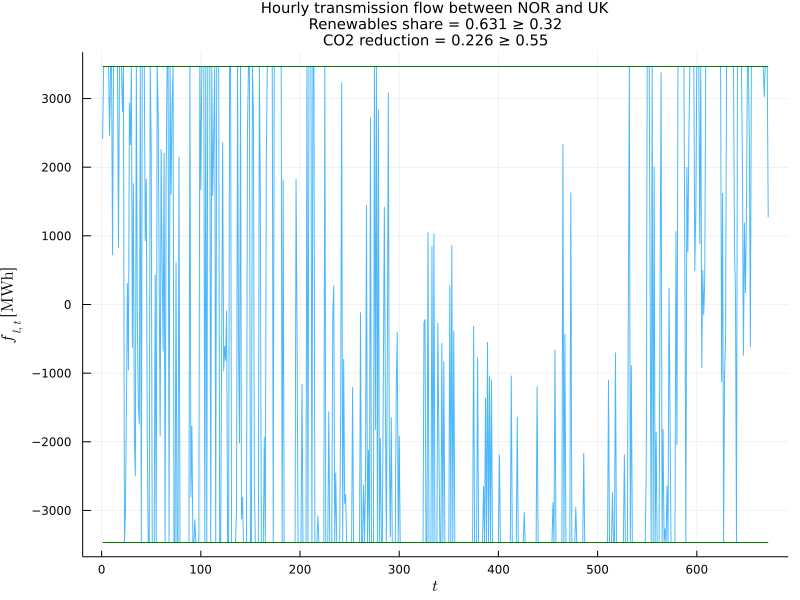 Hourly transmission flow between NOR and UK
Renewables share = 0.631 ≥ 0.32
CO2 reduction = 0.226 ≥ 0.55
3000
2000
1000
0
−1000
−2000
−3000
f l,t [MWh]
0 100 200 300 400 500 600
t